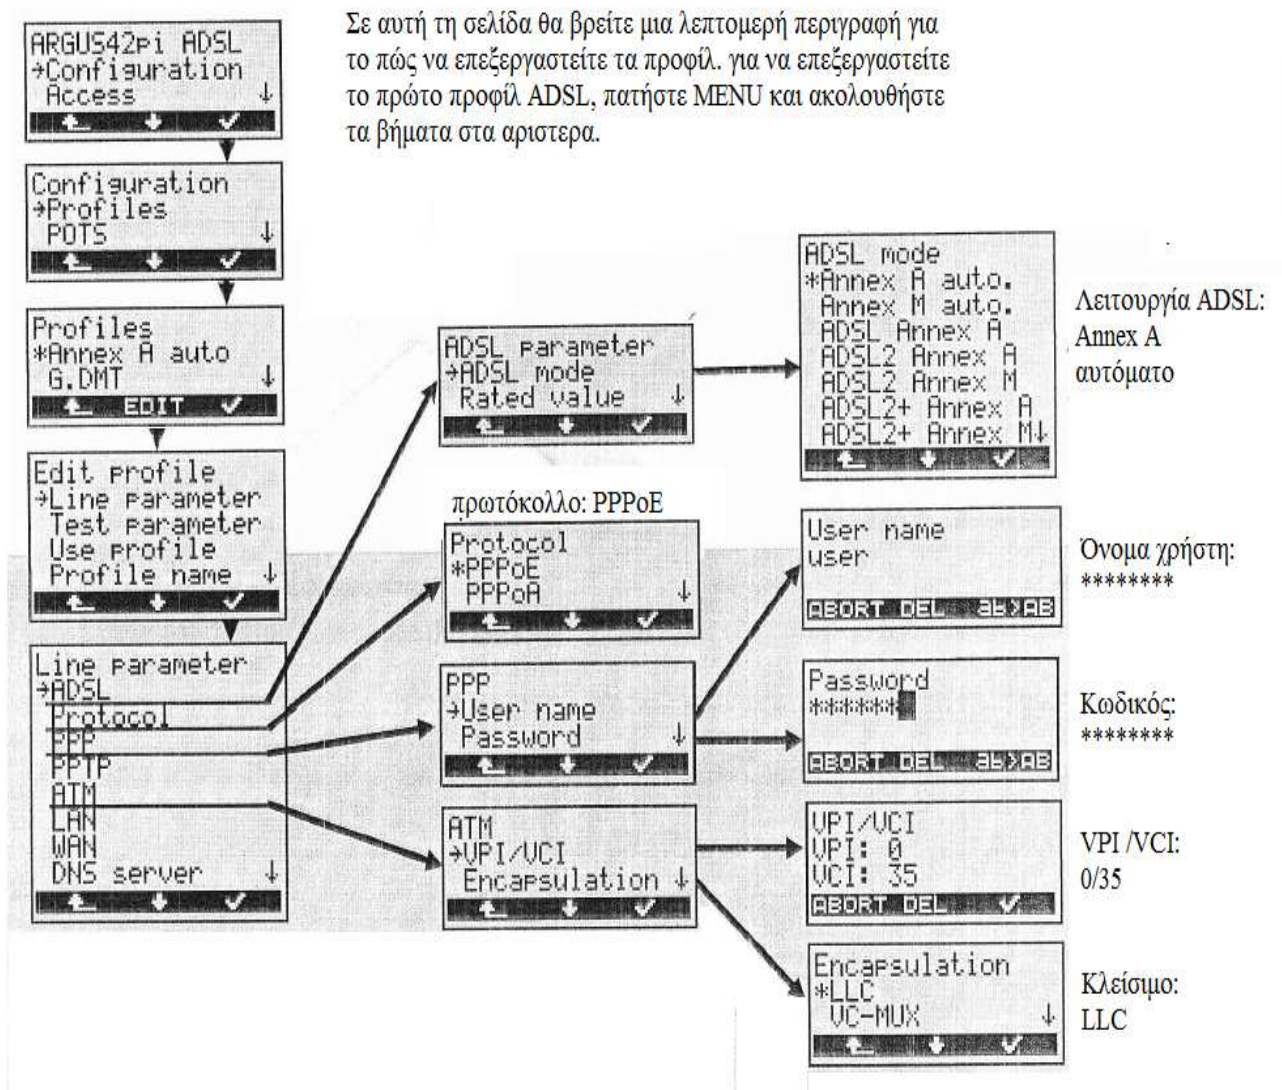 Σε αυτή τη σελίδα θα βρείτε μια λεπτομερή περιγραφή για
το πώς να επεξεργαστείτε τα προφίλ. για να επεξεργαστείτε
το πρώτο προφίλ ADSL, πατήστε MENU και ακολουθήστε
τα βήματα στα αριστερα.
ARGUS42pi ADSL
→Configuration
Access ↓
Configuration
→Profiles
POTS ↓
Profiles
*Annex A auto
G.DMT ↓
EDIT
Edit profile
→Line parameter
Test parameter
Use profile
Profile name ↓
Line parameter
→ADSL
Protocol
PPP
PPTP
ATM
LAN
WAN
DNS server ↓
ADSL parameter
→ADSL mode
Rated value ↓
ADSL mode
*Annex A auto.
Annex M auto.
ADSL Annex A
ADSL2 Annex A
ADSL2 Annex M
ADSL2+ Annex A
ADSL2+ Annex M↓
Λειτουργία ADSL:
Annex A
αυτόματο
πρωτόκολλο: PPPoE
Protocol
*PPPoE
PPPoA ↓
PPP
→User name
Password ↓
User name
user
ABORT DEL ab>AB
Όνομα χρήστη:
********
Password
******
ABORT DEL ab>AB
Κωδικός:
********
ATM
→VPI/VCI
Encapsulation ↓
VPI/VCI
VPI: 0
VCI: 35
ABORT DEL
VPI /VCI:
0/35
Encapsulation
*LLC
VC-MUX ↓
Κλείσιμο:
LLC